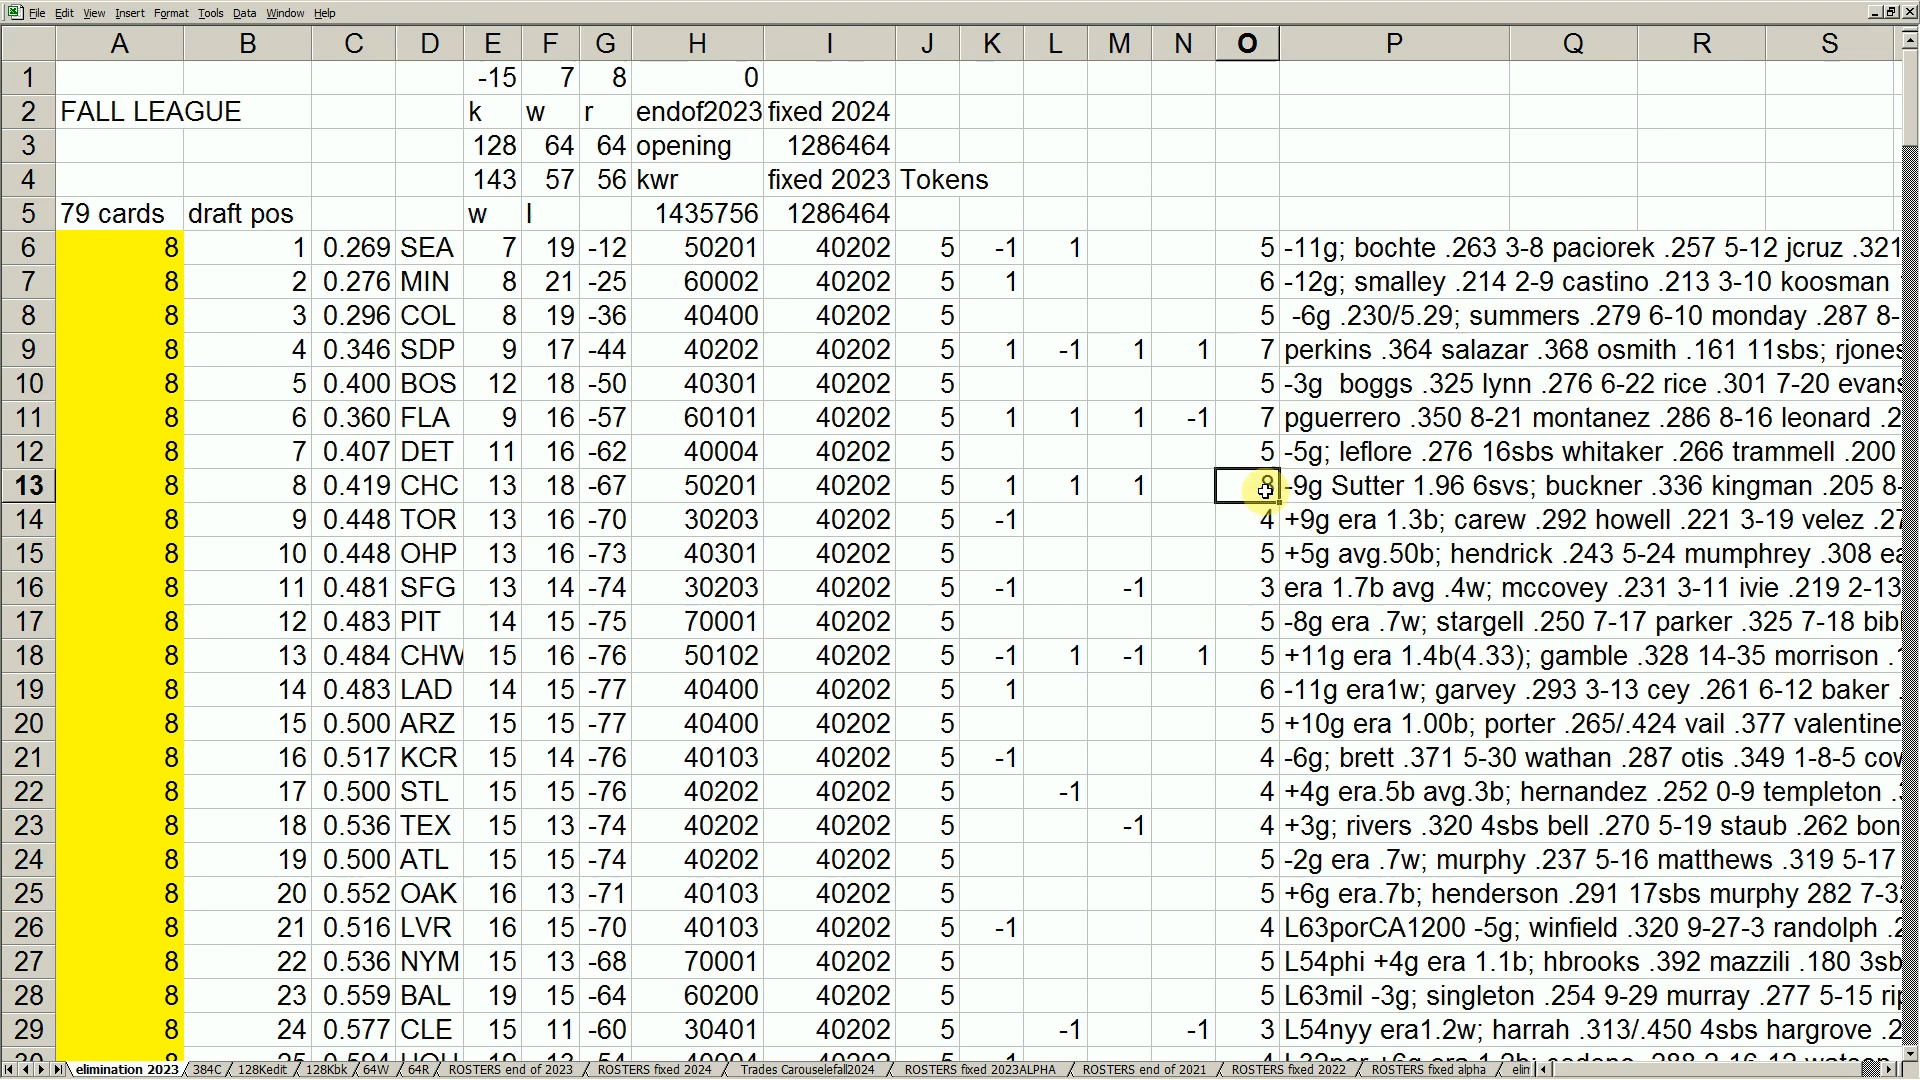 File Edit View Insert Format Tools Data Window Help
A B C D E F G H I J K L M N O P Q R S
1 -15 7 8 0
2 FALL LEAGUE k w r endof2023 fixed 2024
3 128 64 64 opening 1286464
4 143 57 56 kwr fixed 2023 Tokens
5 79 cards draft pos w l 1435756 1286464
6 8 1 0.269 SEA 7 19 -12 50201 40202 5 -1 1 5 -11g; bochte .263 3-8 paciorek .257 5-12 jcruz .321
7 8 2 0.276 MIN 8 21 -25 60002 40202 5 1 6 -12g; smalley .214 2-9 castino .213 3-10 koosman
8 8 3 0.296 COL 8 19 -36 40400 40202 5 5 -6g .230/5.29; summers .279 6-10 monday .287 8-
9 8 4 0.346 SDP 9 17 -44 40202 40202 5 1 -1 1 1 7 perkins .364 salazar .368 osmith .161 11sbs; rjones
10 8 5 0.400 BOS 12 18 -50 40301 40202 5 5 -3g boggs .325 lynn .276 6-22 rice .301 7-20 evans
11 8 6 0.360 FLA 9 16 -57 60101 40202 5 1 1 1 -1 7 pguerrero .350 8-21 montanez .286 8-16 leonard .2
12 8 7 0.407 DET 11 16 -62 40004 40202 5 5 -5g; leflore .276 16sbs whitaker .266 trammell .200
13 8 8 0.419 CHC 13 18 -67 50201 40202 5 1 1 1 8 -9g Sutter 1.96 6svs; buckner .336 kingman .205 8-
14 8 9 0.448 TOR 13 16 -70 30203 40202 5 -1 4 +9g era 1.3b; carew .292 howell .221 3-19 velez .27
15 8 10 0.448 OHP 13 16 -73 40301 40202 5 5 +5g avg.50b; hendrick .243 5-24 mumphrey .308 ea
16 8 11 0.481 SFG 13 14 -74 30203 40202 5 -1 -1 3 era 1.7b avg .4w; mccovey .231 3-11 ivie .219 2-13
17 8 12 0.483 PIT 14 15 -75 70001 40202 5 5 -8g era .7w; stargell .250 7-17 parker .325 7-18 bib
18 8 13 0.484 CHW 15 16 -76 50102 40202 5 -1 1 -1 1 5 +11g era 1.4b(4.33); gamble .328 14-35 morrison .
19 8 14 0.483 LAD 14 15 -77 40400 40202 5 1 6 -11g era1w; garvey .293 3-13 cey .261 6-12 baker .
20 8 15 0.500 ARZ 15 15 -77 40400 40202 5 5 +10g era 1.00b; porter .265/.424 vail .377 valentine
21 8 16 0.517 KCR 15 14 -76 40103 40202 5 -1 4 -6g; brett .371 5-30 wathan .287 otis .349 1-8-5 cow
22 8 17 0.500 STL 15 15 -76 40202 40202 5 -1 4 +4g era.5b avg.3b; hernandez .252 0-9 templeton .
23 8 18 0.536 TEX 15 13 -74 40202 40202 5 -1 4 +3g; rivers .320 4sbs bell .270 5-19 staub .262 bon
24 8 19 0.500 ATL 15 15 -74 40202 40202 5 5 -2g era .7w; murphy .237 5-16 matthews .319 5-17
25 8 20 0.552 OAK 16 13 -71 40103 40202 5 5 +6g era.7b; henderson .291 17sbs murphy 282 7-3
26 8 21 0.516 LVR 16 15 -70 40103 40202 5 -1 4 L63porCA1200 -5g; winfield .320 9-27-3 randolph .2
27 8 22 0.536 NYM 15 13 -68 70001 40202 5 5 L54phi +4g era 1.1b; hbrooks .392 mazzili .180 3sb
28 8 23 0.559 BAL 19 15 -64 60200 40202 5 5 L63mil -3g; singleton .254 9-29 murray .277 5-15 rip
29 8 24 0.577 CLE 15 11 -60 30401 40202 5 -1 -1 3 L54nyy era1.2w; harrah .313/.450 4sbs hargrove .2
elimination 2023 384C 128Kedit 128Kbk 64W 64R ROSTERS end of 2023 ROSTERS fixed 2024 Trades Carouselefall2024 ROSTERS fixed 2023ALPHA ROSTERS end of 2021 ROSTERS fixed 2022 ROSTERS fixed alpha elin